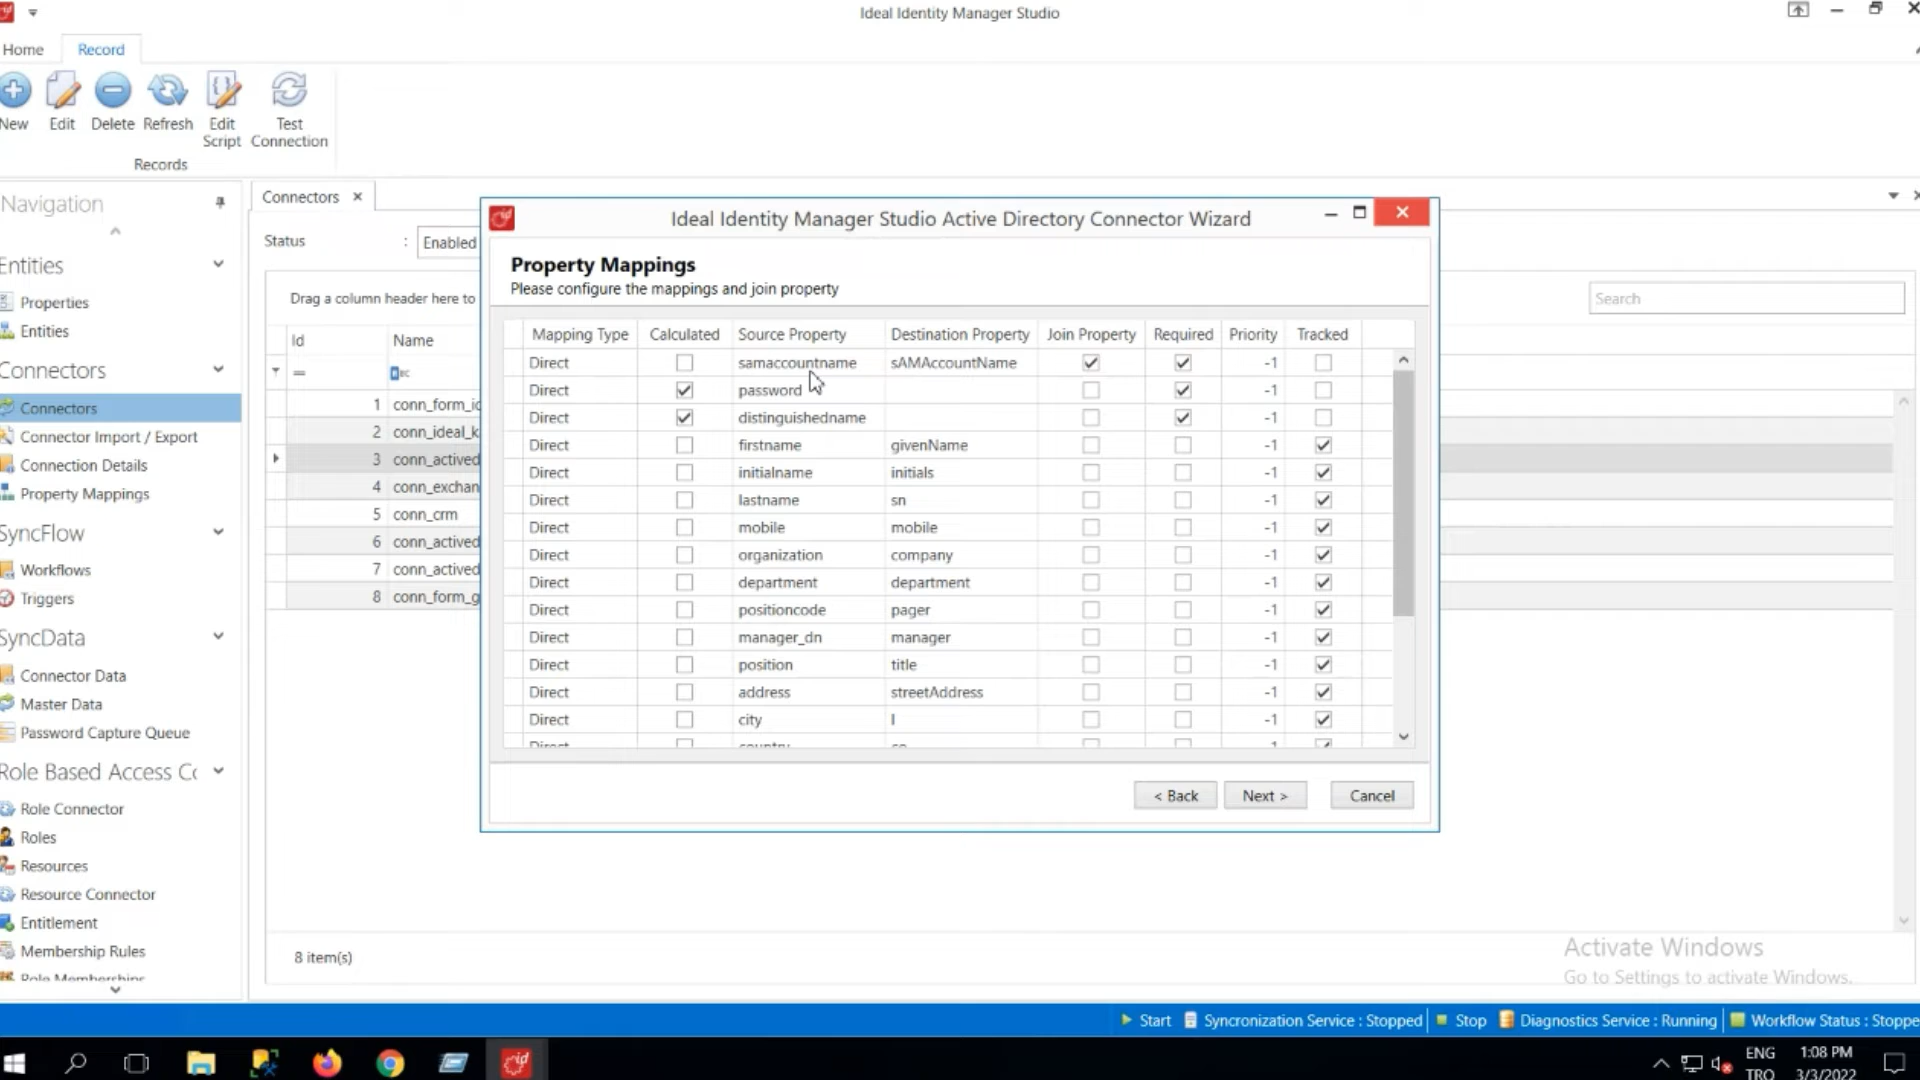 Ideal Identity Manager Studio
Home Record
New Edit Delete Refresh Edit Script Test Connection
Records
Navigation
Entities
Properties
Entities
Connectors
Connectors
Connector Import / Export
Connection Details
Property Mappings
SyncFlow
Workflows
Triggers
SyncData
Connector Data
Master Data
Password Capture Queue
Role Based Access Cc
Role Connector
Roles
Resources
Resource Connector
Entitlement
Membership Rules
Role Memberships
Connectors
Status : Enabled
Drag a column header here to
Search
Id Name
=
1 conn_form_ic
2 conn_ideal_k
3 conn_actived
4 conn_exchan
5 conn_crm
6 conn_actived
7 conn_actived
8 conn_form_g
8 item(s)
Ideal Identity Manager Studio Active Directory Connector Wizard
Property Mappings
Please configure the mappings and join property
Mapping Type Calculated Source Property Destination Property Join Property Required Priority Tracked
Direct samaccountname sAMAccountName -1
Direct password -1
Direct distinguishedname -1
Direct firstname givenName -1
Direct initialname initials -1
Direct lastname sn -1
Direct mobile mobile -1
Direct organization company -1
Direct department department -1
Direct positioncode pager -1
Direct manager_dn manager -1
Direct position title -1
Direct address streetAddress -1
Direct city l -1
Direct country co -1
< Back Next > Cancel
Activate Windows
Go to Settings to activate Windows.
Start Syncronization Service : Stopped Stop Diagnostics Service : Running Workflow Status : Stoppe
ENG 1:08 PM
TRQ 3/3/2022